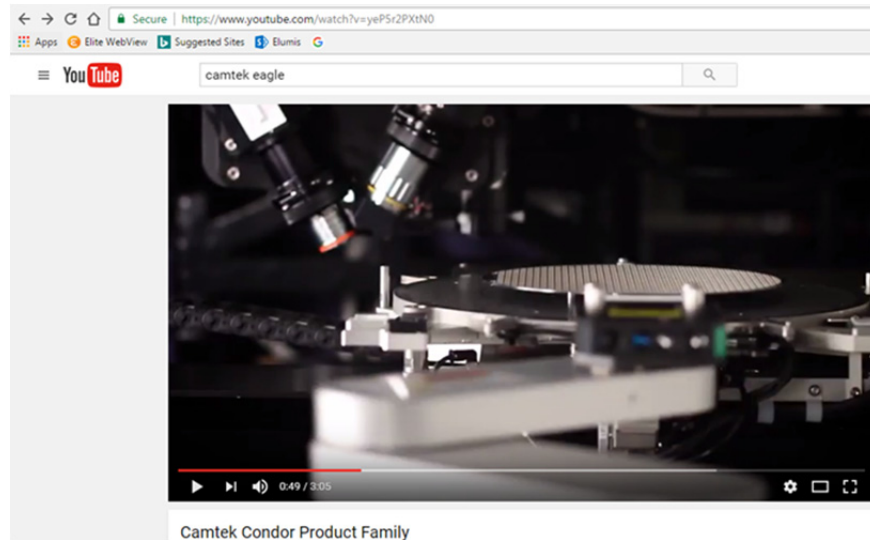 Secure | https://www.youtube.com/watch?v=yeP5r2PXtN0
Apps Elite WebView Suggested Sites Elumis
YouTube camtek eagle
0:49 / 3:05
Camtek Condor Product Family